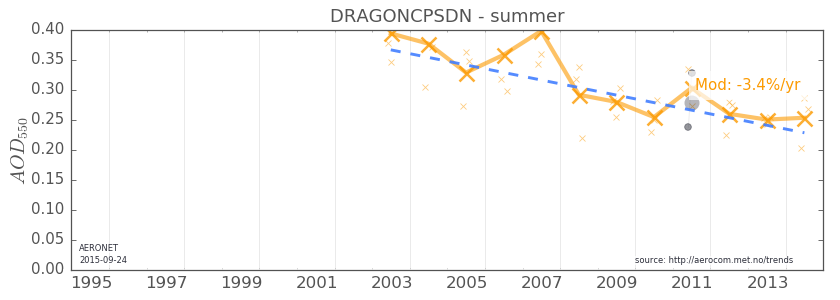 DRAGONCPSDN - summer
0.40
0.35
0.30
0.25
0.20
0.15
0.10
0.05
0.00
AOD550
Mod: -3.4%/yr
AERONET
2015-09-24
source: http://aerocom.met.no/trends
1995 1997 1999 2001 2003 2005 2007 2009 2011 2013